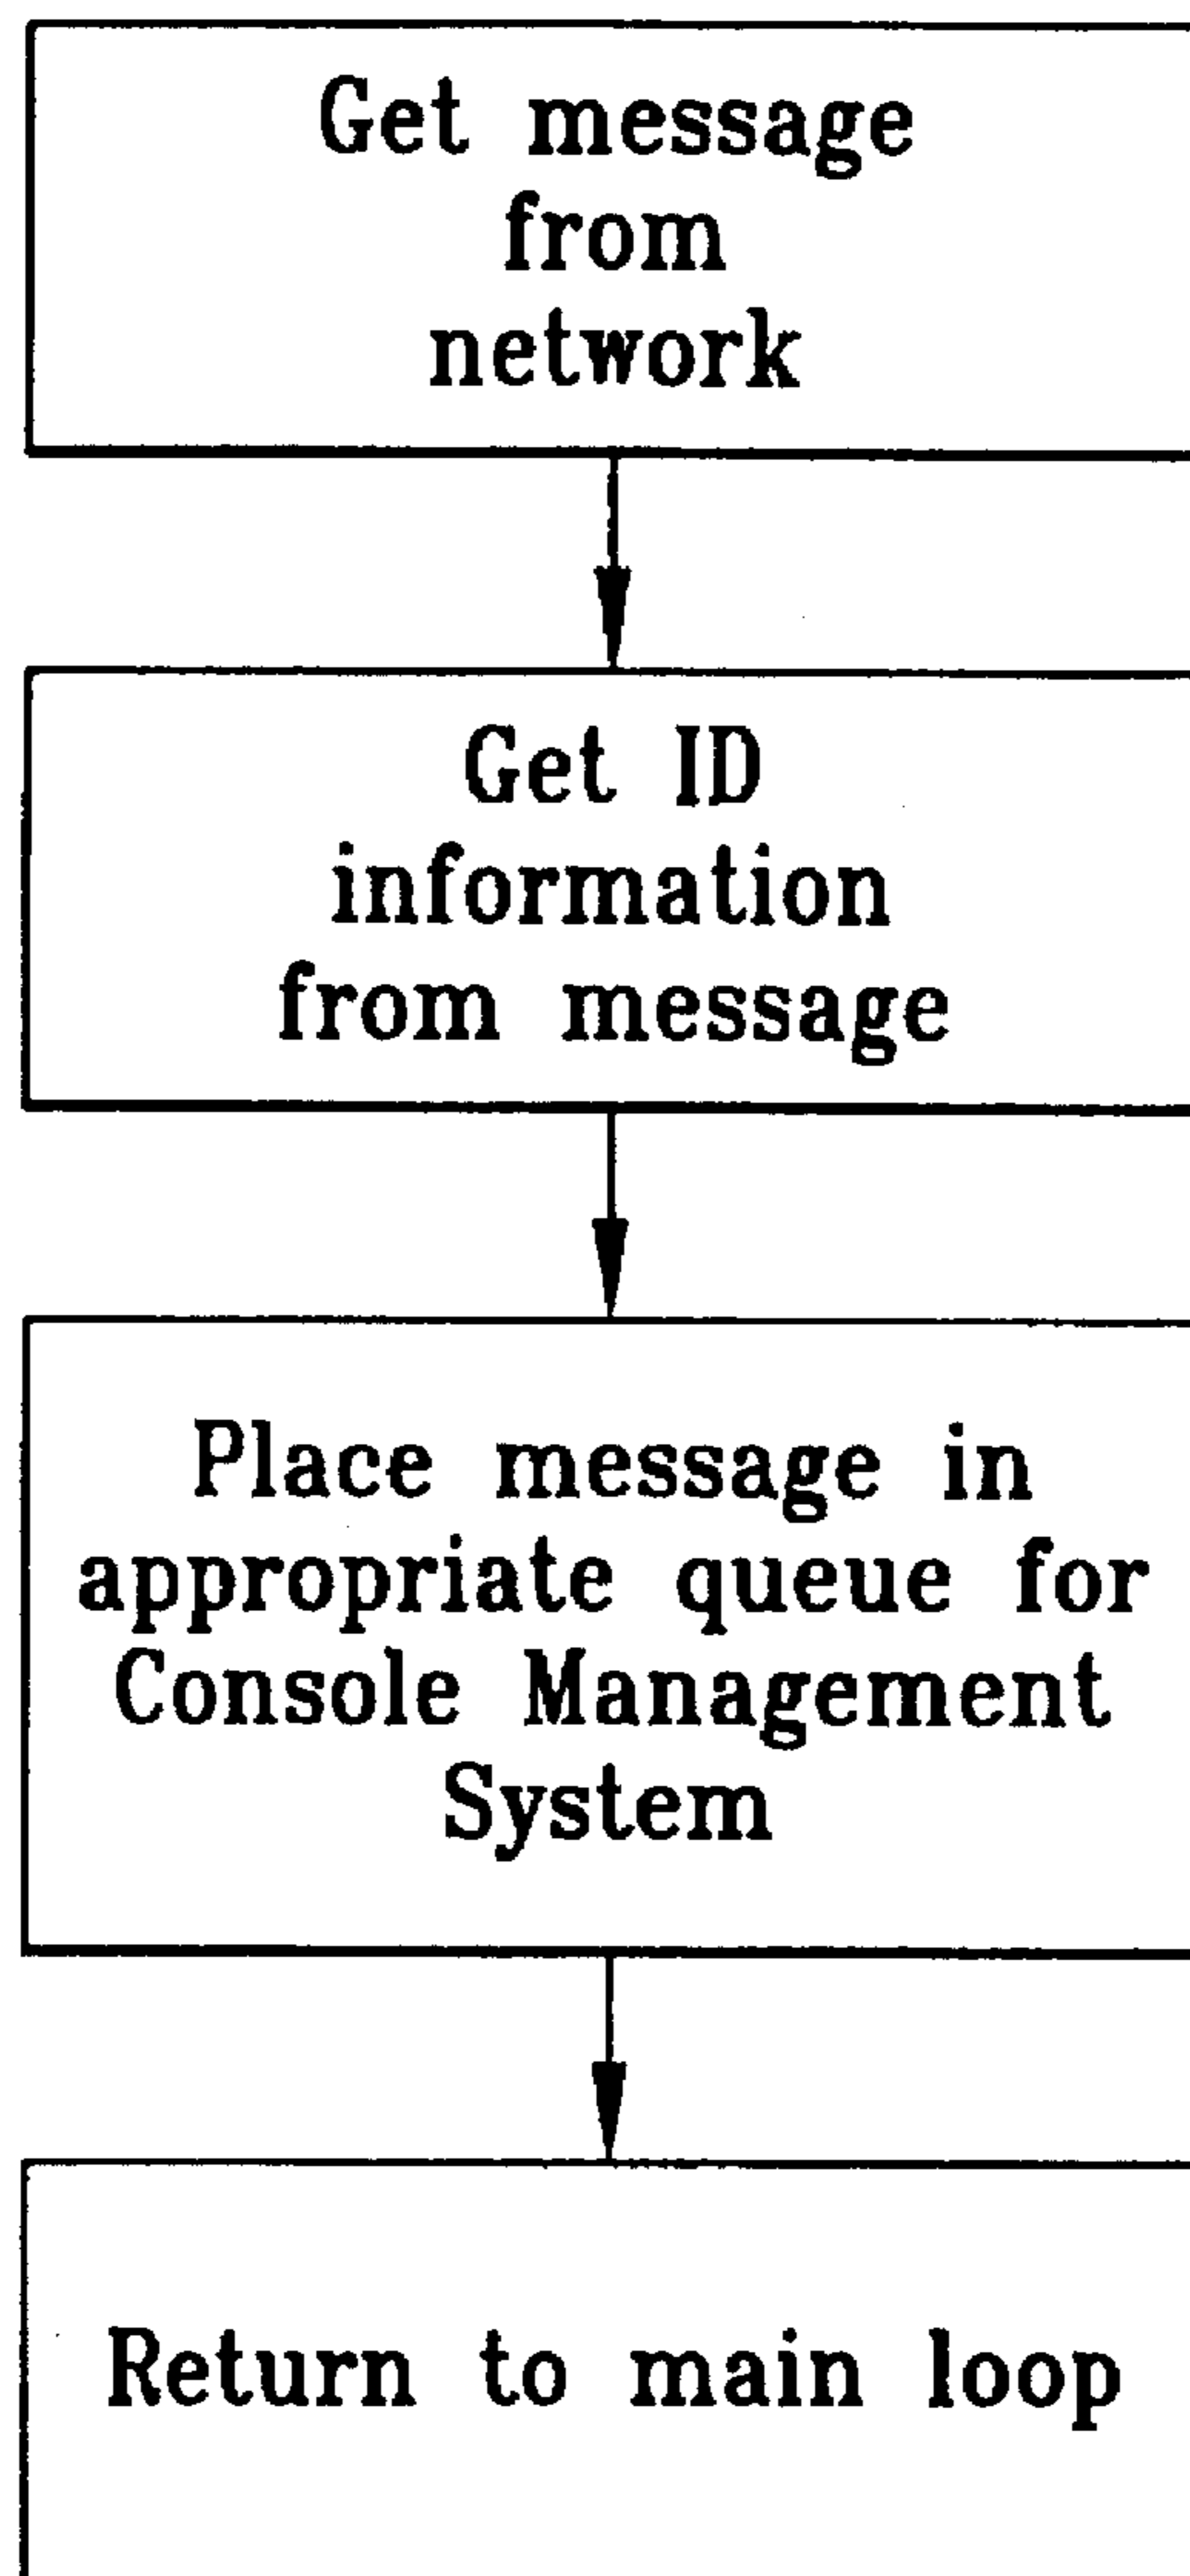 Get message
from
network
Get ID
information
from message
Place message in
appropriate queue for
Console Management
System
Return to main loop